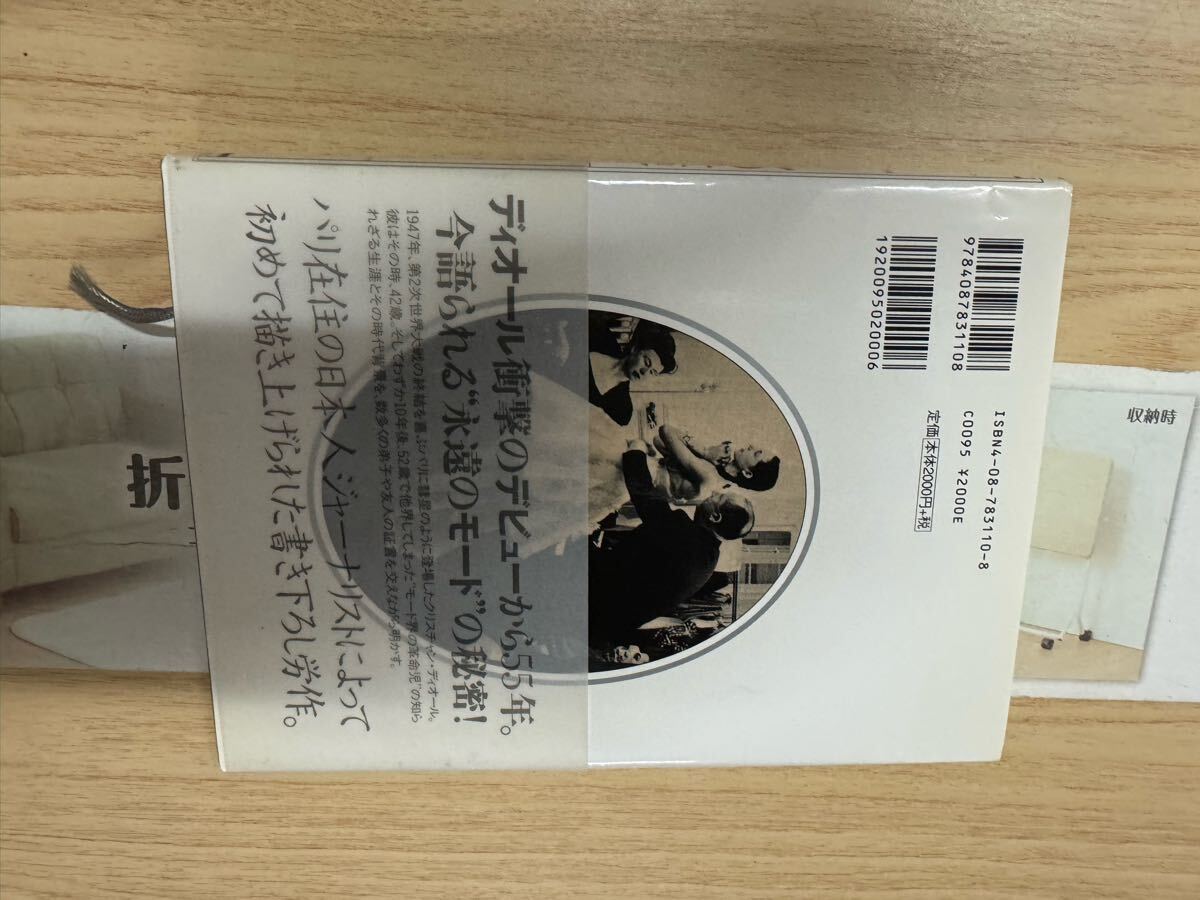 9784087831108
1920095020006
ISBN4-08-783110-8
C0095 ¥2000E
定価 本体2000円 +税
ディオール衝撃のデビューから55年。
今語られる“永遠のモード”の秘密!
1947年、第2次世界大戦の終結を喜ぶパリに彗星のように登場したクリスチャン・ディオール。
彼はその時、42歳。そしてわずか10年後、52歳で他界してしまった“モード界の革命児”の知ら
れざる生涯とその時代背景を、数多くの弟子や友人の証言を交えながら明かす。
パリ在住の日本人ジャーナリストによって
初めて描き上げられた書き下ろし労作。
収納時
折